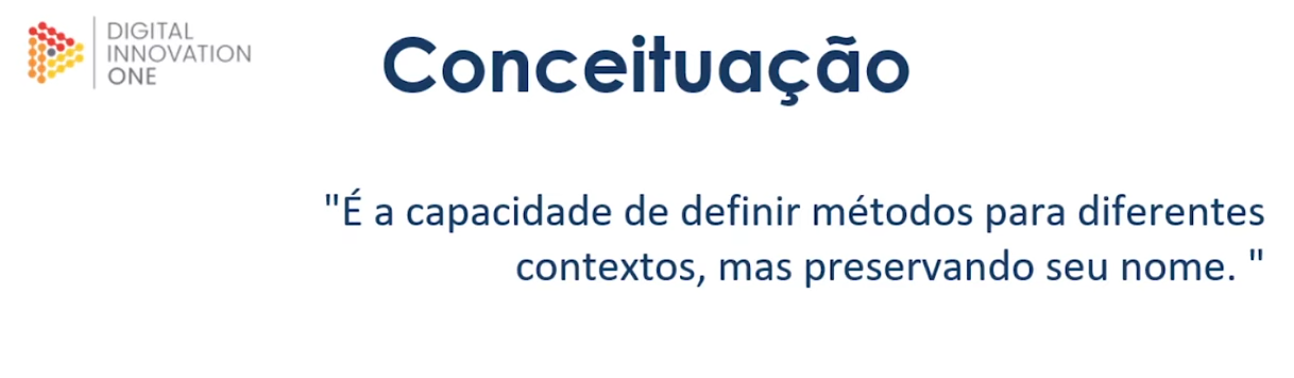 DIGITAL
INNOVATION
ONE
Conceituação
"É a capacidade de definir métodos para diferentes
contextos, mas preservando seu nome. "